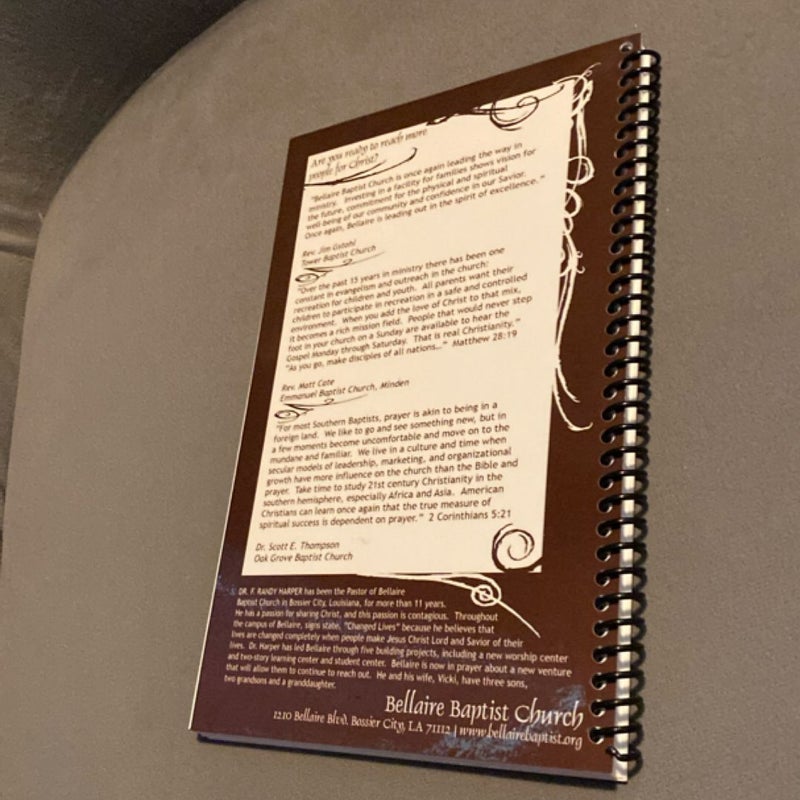 Are you ready to reach more
people for Christ?
"Bellaire Baptist Church is once again leading the way in
ministry. Investing in a facility for families shows vision for
the future, commitment for the physical and spiritual
well being of our community and confidence in our Savior.
Once again, Bellaire is leading out in the spirit of excellence."
Rev. Jim
Tower Baptist Church
"Over the past 15 years in ministry there has been one
constant in evangelism and outreach in the church:
recreation for children and youth. All parents want their
children to participate in recreation in a safe and controlled
environment. When you add the love of Christ to that mix,
it becomes a rich mission field. People that would never step
foot in your church on a Sunday are available to hear the
Gospel Monday through Saturday. That is real Christianity."
"As you go, make disciples of all nations..." Matthew 28:19
Rev. Matt Cate
Emmanuel Baptist Church, Minden
"For most Southern Baptists, prayer is akin to being in a
foreign land. We like to go and see something new, but in
a few moments become uncomfortable and move on to the
mundane and familiar. We live in a culture and time when
secular models of leadership, marketing, and organizational
growth have more influence on the church than the Bible and
prayer. Take time to study 21st century Christianity in the
southern hemisphere, especially Africa and Asia. American
Christians can learn once again that the true measure of
spiritual success is dependent on prayer." 2 Corinthians 5:21
Dr. Scott E. Thompson
Oak Grove Baptist Church
DR. F. RANDY HARPER has been the Pastor of Bellaire
Baptist Church in Bossier City, Louisiana, for more than 11 years.
He has a passion for sharing Christ, and this passion is contagious. Throughout
the campus of Bellaire, signs state, "Changed Lives" because he believes that
lives are changed completely when people make Jesus Christ Lord and Savior of their
lives. Dr. Harper has led Bellaire through five building projects, including a new worship center
and two-story learning center and student center. Bellaire is now in prayer about a new venture
that will allow them to continue to reach out. He and his wife, Vicki, have three sons,
two grandsons and a granddaughter.
Bellaire Baptist Church
1210 Bellaire Blvd. Bossier City, LA 71112 | www.bellairebaptist.org